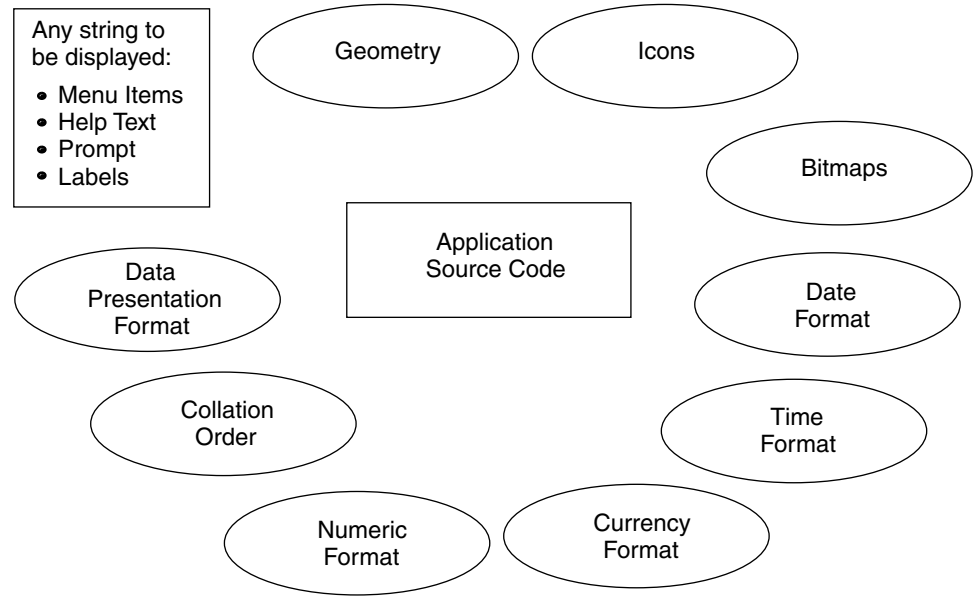 Any string to
be displayed:
• Menu Items
• Help Text
• Prompt
• Labels
Geometry
Icons
Bitmaps
Application
Source Code
Data
Presentation
Format
Date
Format
Collation
Order
Time
Format
Numeric
Format
Currency
Format